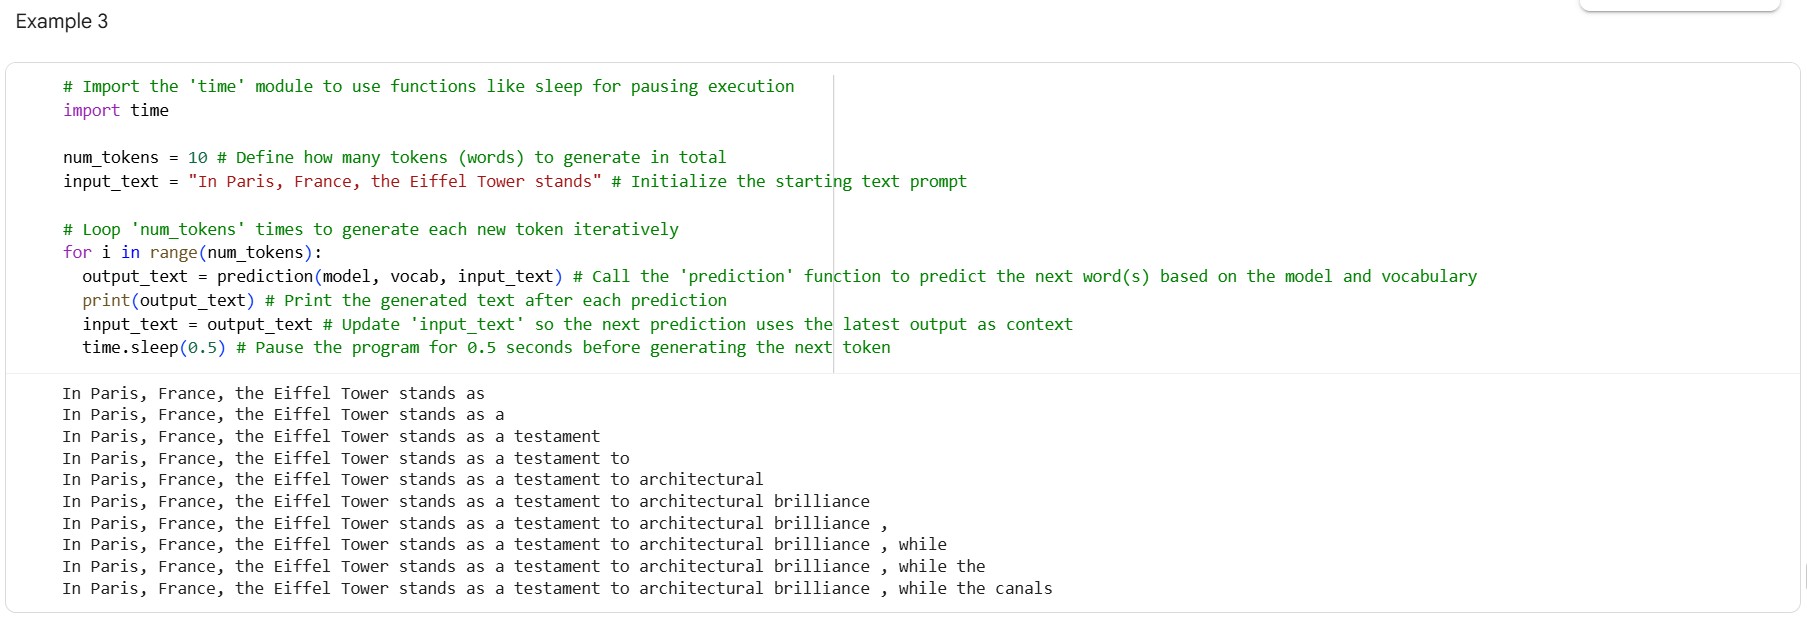 Example 3
# Import the 'time' module to use functions like sleep for pausing execution
import time
num_tokens = 10 # Define how many tokens (words) to generate in total
input_text = "In Paris, France, the Eiffel Tower stands" # Initialize the starting text prompt
# Loop 'num_tokens' times to generate each new token iteratively
for i in range(num_tokens):
  output_text = prediction(model, vocab, input_text) # Call the 'prediction' function to predict the next word(s) based on the model and vocabulary
  print(output_text) # Print the generated text after each prediction
  input_text = output_text # Update 'input_text' so the next prediction uses the latest output as context
  time.sleep(0.5) # Pause the program for 0.5 seconds before generating the next token
In Paris, France, the Eiffel Tower stands as
In Paris, France, the Eiffel Tower stands as a
In Paris, France, the Eiffel Tower stands as a testament
In Paris, France, the Eiffel Tower stands as a testament to
In Paris, France, the Eiffel Tower stands as a testament to architectural
In Paris, France, the Eiffel Tower stands as a testament to architectural brilliance
In Paris, France, the Eiffel Tower stands as a testament to architectural brilliance ,
In Paris, France, the Eiffel Tower stands as a testament to architectural brilliance , while
In Paris, France, the Eiffel Tower stands as a testament to architectural brilliance , while the
In Paris, France, the Eiffel Tower stands as a testament to architectural brilliance , while the canals